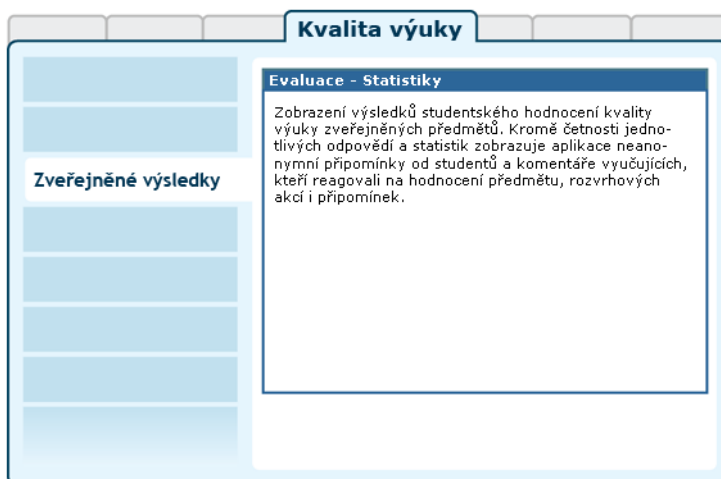 Kvalita výuky
Evaluace - Statistiky
Zobrazení výsledků studentského hodnocení kvality
výuky zveřejněných předmětů. Kromě četnosti jedno-
tlivých odpovědí a statistik zobrazuje aplikace neano-
nymní připomínky od studentů a komentáře vyučujících,
kteří reagovali na hodnocení předmětu, rozvrhových
akcí i připomínek.
Zveřejněné výsledky